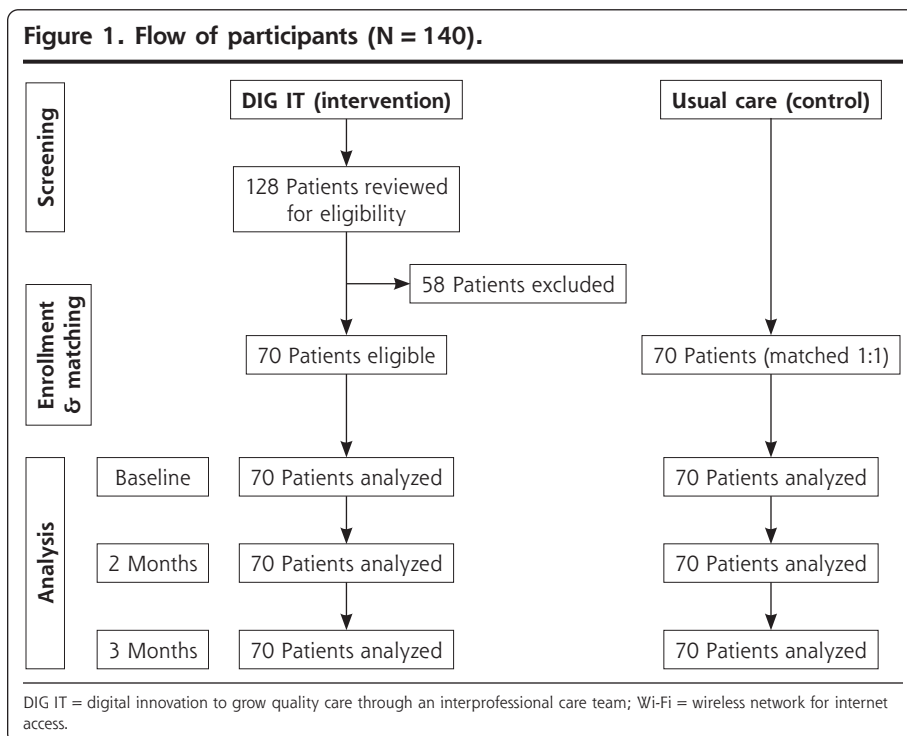 Figure 1. Flow of participants (N = 140).
Screening
DIG IT (intervention)
Usual care (control)
128 Patients reviewed
for eligibility
58 Patients excluded
Enrollment
& matching
70 Patients eligible
70 Patients (matched 1:1)
Analysis
Baseline
70 Patients analyzed
70 Patients analyzed
2 Months
70 Patients analyzed
70 Patients analyzed
3 Months
70 Patients analyzed
70 Patients analyzed
DIG IT = digital innovation to grow quality care through an interprofessional care team; Wi-Fi = wireless network for internet
access.